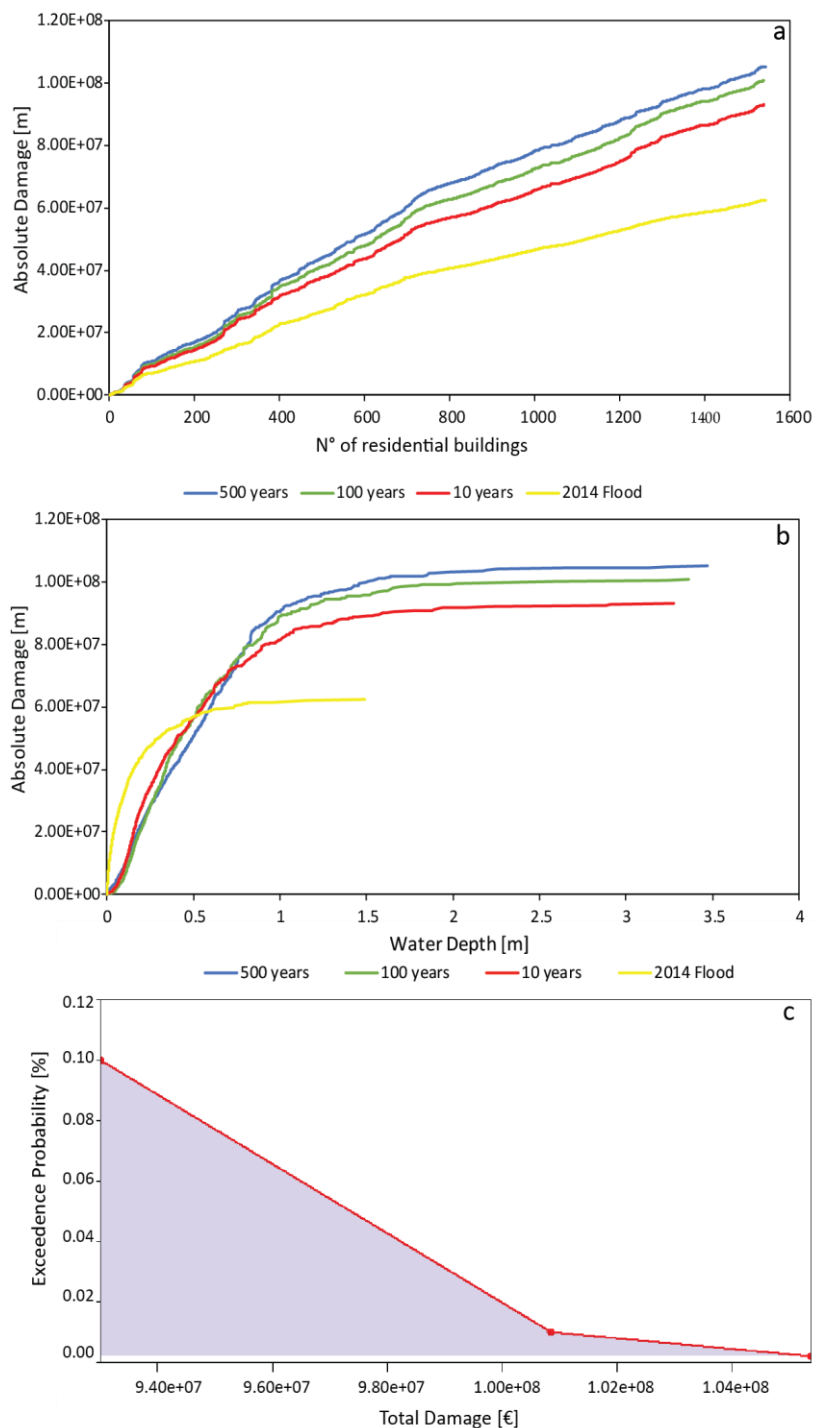 a
1.20E+08
1.00E+08
8.00E+07
6.00E+07
4.00E+07
2.00E+07
0.00E+00
Absolute Damage [m]
0 200 400 600 800 1000 1200 1400 1600
N° of residential buildings
500 years 100 years 10 years 2014 Flood
b
1.20E+08
1.00E+08
8.00E+07
6.00E+07
4.00E+07
2.00E+07
0.00E+00
Absolute Damage [m]
0 0.5 1 1.5 2 2.5 3 3.5 4
Water Depth [m]
500 years 100 years 10 years 2014 Flood
c
0.12
0.10
0.08
0.06
0.04
0.02
0.00
Exceedence Probability [%]
9.40e+07 9.60e+07 9.80e+07 1.00e+08 1.02e+08 1.04e+08
Total Damage [€]